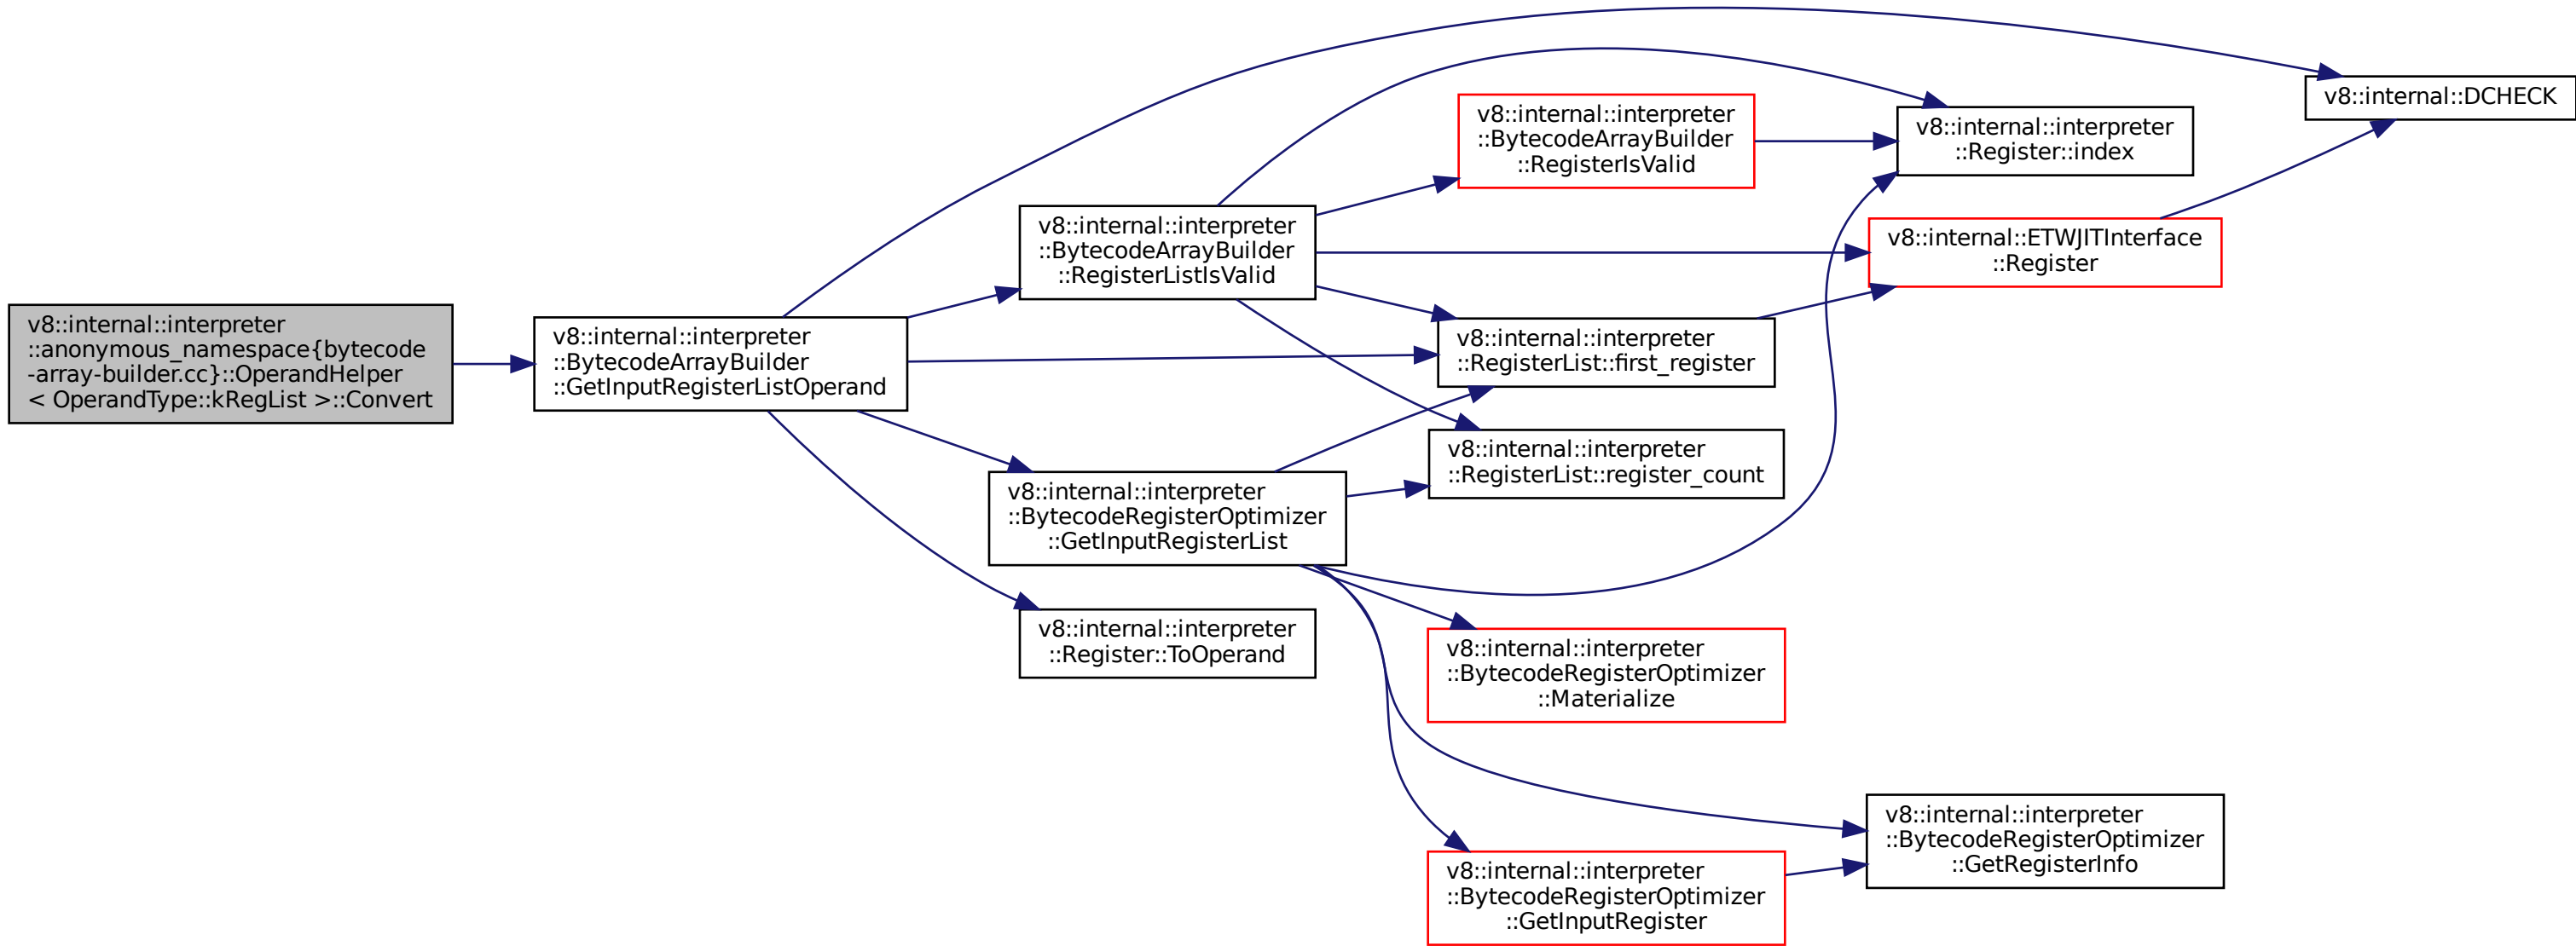 v8::internal::interpreter
::anonymous_namespace{bytecode
-array-builder.cc}::OperandHelper
< OperandType::kRegList >::Convert
v8::internal::interpreter
::BytecodeArrayBuilder
::GetInputRegisterListOperand
v8::internal::interpreter
::BytecodeArrayBuilder
::RegisterListIsValid
v8::internal::interpreter
::BytecodeRegisterOptimizer
::GetInputRegisterList
v8::internal::interpreter
::Register::ToOperand
v8::internal::interpreter
::BytecodeArrayBuilder
::RegisterIsValid
v8::internal::interpreter
::RegisterList::first_register
v8::internal::interpreter
::RegisterList::register_count
v8::internal::interpreter
::BytecodeRegisterOptimizer
::Materialize
v8::internal::interpreter
::BytecodeRegisterOptimizer
::GetInputRegister
v8::internal::interpreter
::Register::index
v8::internal::ETWJITInterface
::Register
v8::internal::interpreter
::BytecodeRegisterOptimizer
::GetRegisterInfo
v8::internal::DCHECK